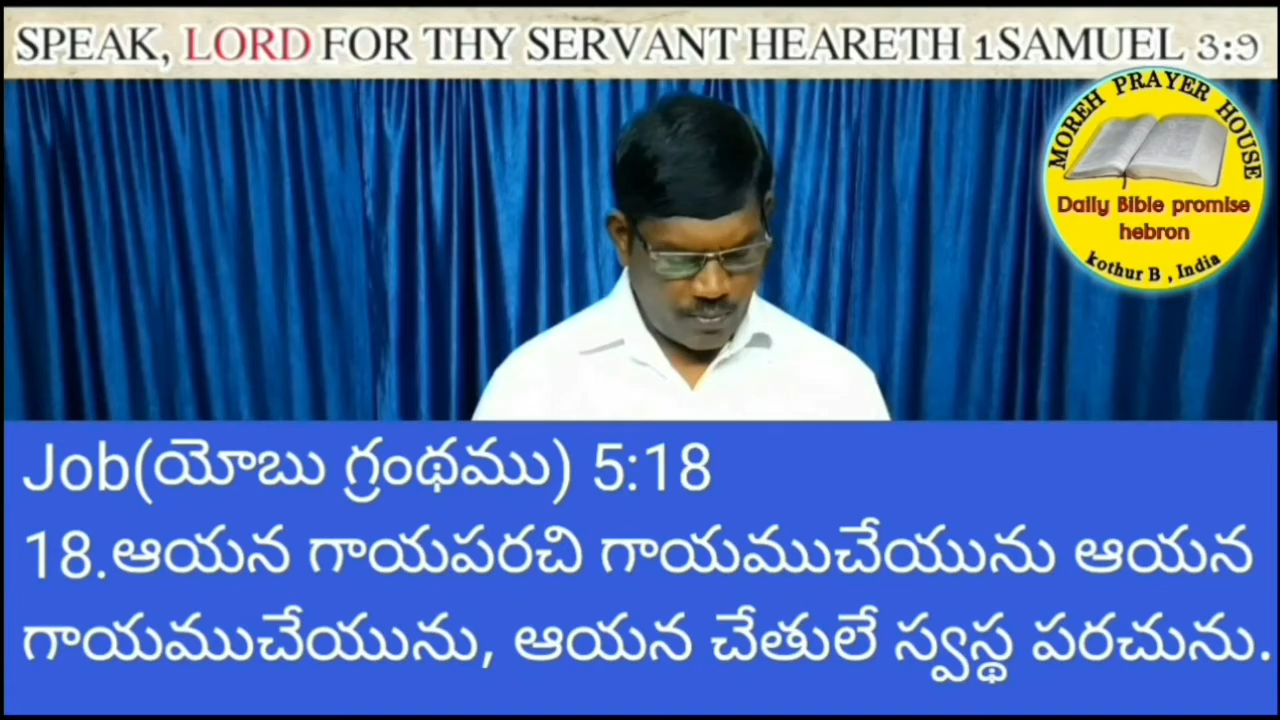 SPEAK, LORD FOR THY SERVANT HEARETH 1SAMUEL 3:9
MOREH PRAYER HOUSE
Daily Bible promise
hebron
kothur B , India
Job(యోబు గ్రంథము) 5:18
18.ఆయన గాయపరచి గాయముచేయును ఆయన
గాయముచేయును, ఆయన చేతులే స్వస్థ పరచును.